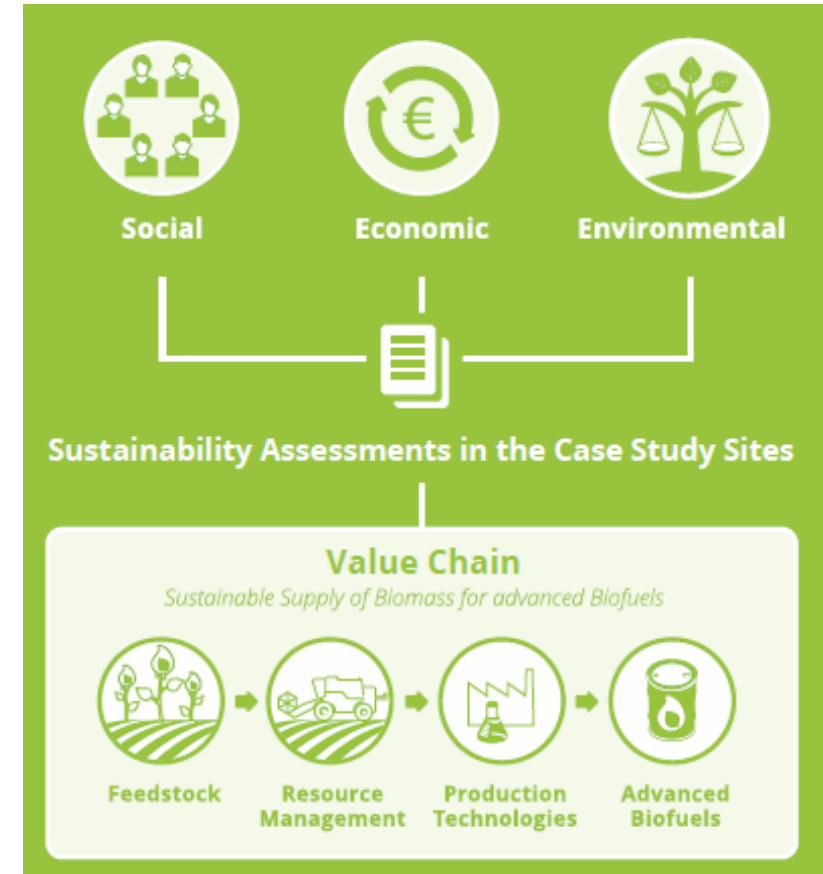 €
Social
Economic
Environmental
Sustainability Assessments in the Case Study Sites
Value Chain
Sustainable Supply of Biomass for advanced Biofuels
Feedstock
Resource
Management
Production
Technologies
Advanced
Biofuels